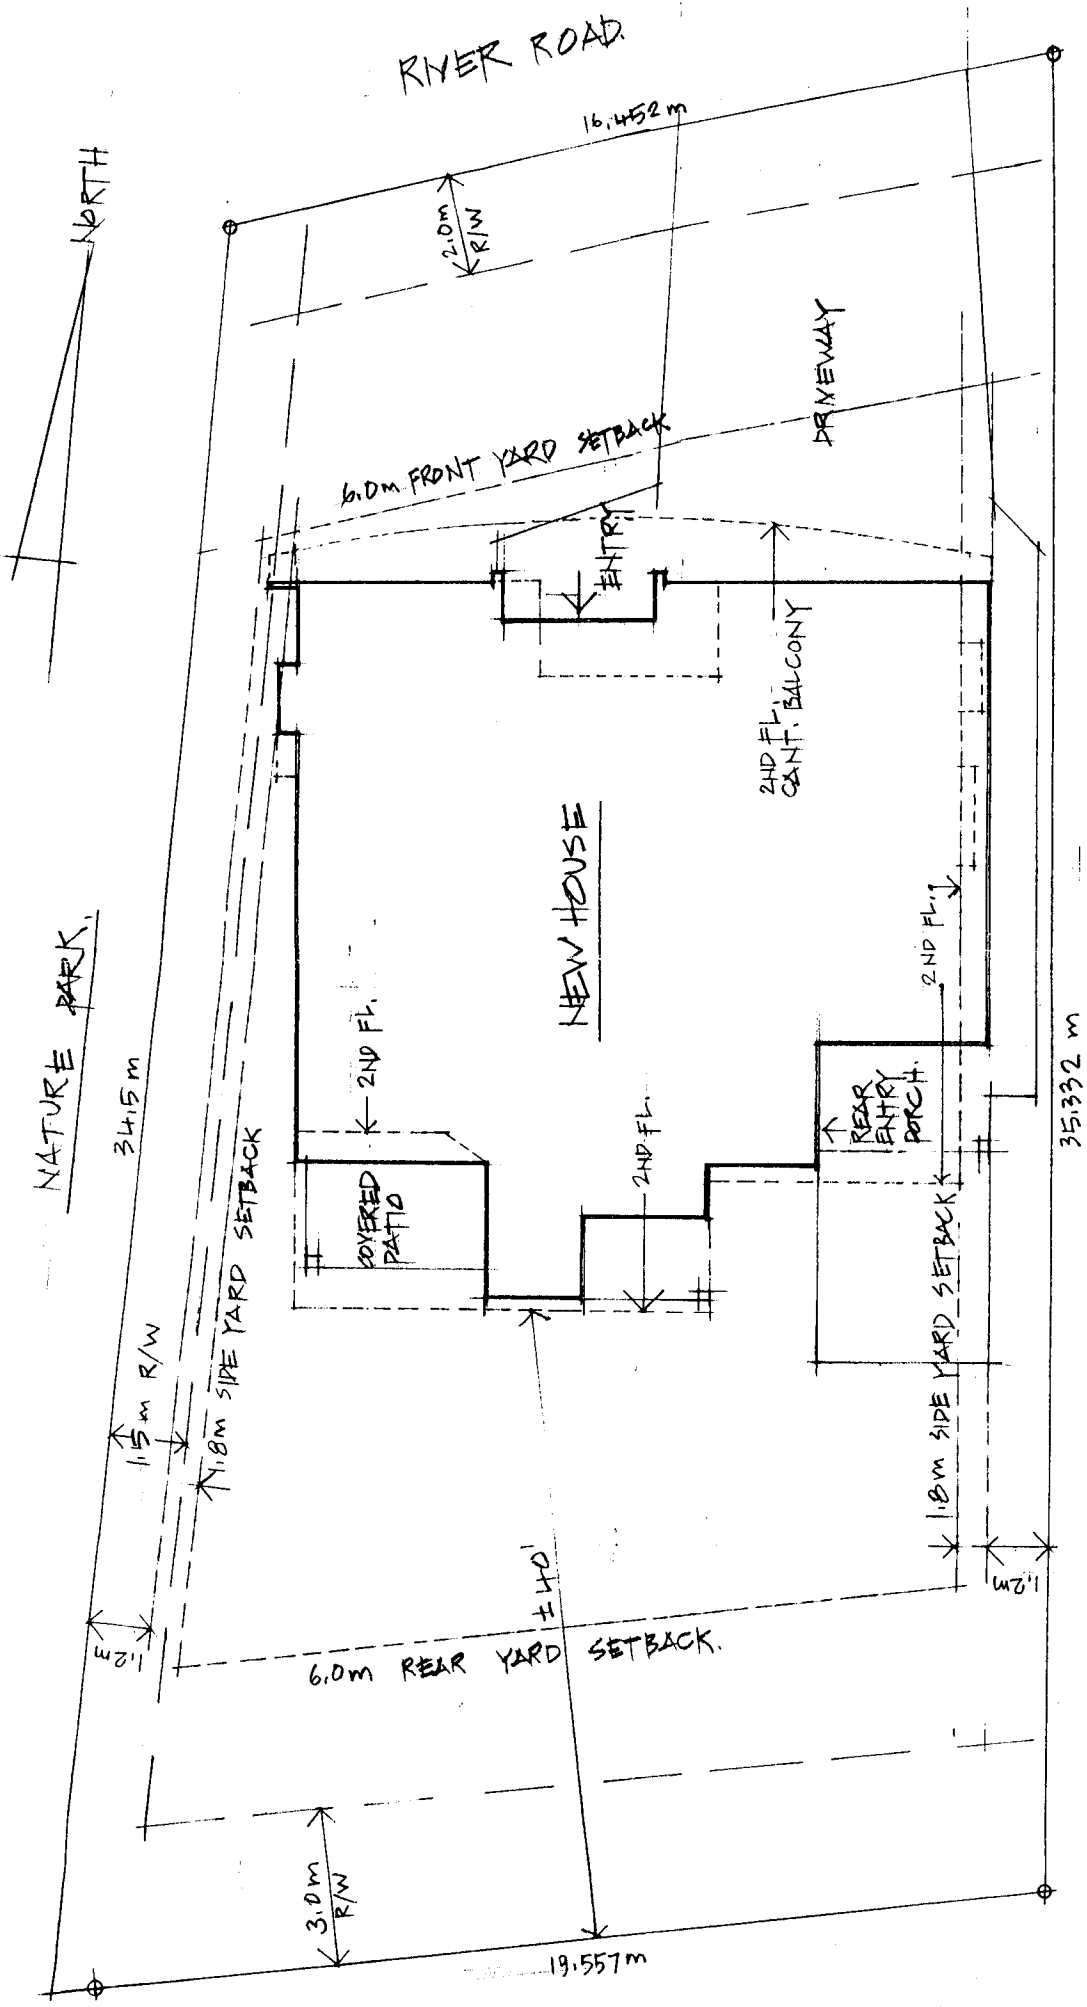 RIVER ROAD.
NORTH
16.452 m
2.0m
R/W
DRIVEWAY
6.0m FRONT YARD SETBACK
ENTRY
2ND FL.
CANT. BALCONY
NEW HOUSE
NATURE PARK.
34.5 m
2ND FL.
2ND FL.
2ND FL.
REAR
ENTRY
PORCH.
35.332 m
COVERED
PATIO
1.5 m R/W
1.8m SIDE YARD SETBACK
1.8m SIDE YARD SETBACK
± 40'
1.2m
1.2m
6.0m REAR YARD SETBACK.
3.0m
R/W
19.557m